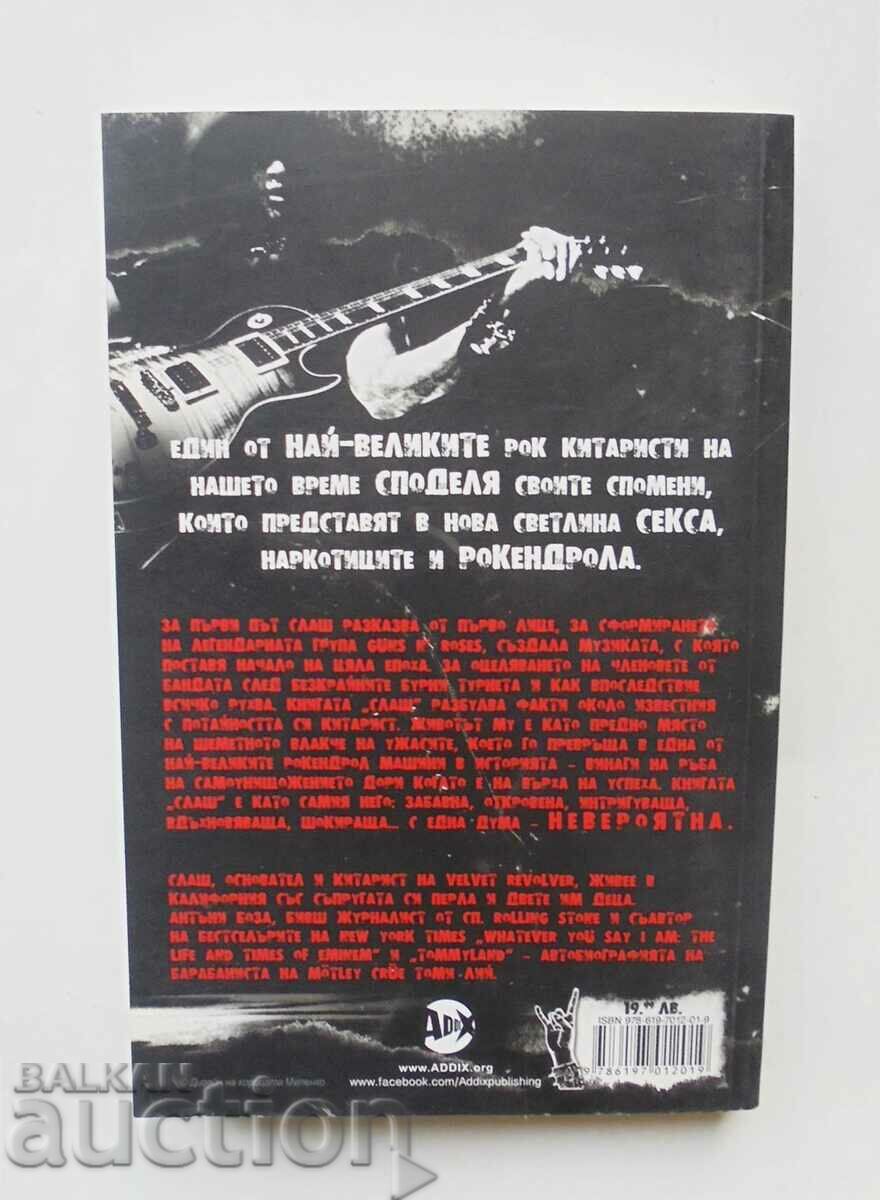 ЕДИН ОТ НАЙ-ВЕЛИКИТЕ РОК КИТАРИСТИ НА
НАШЕТО ВРЕМЕ СПОДЕЛЯ СВОИТЕ СПОМЕНИ,
КОИТО ПРЕДСТАВЯТ В НОВА СВЕТЛИНА СЕКСА,
НАРКОТИЦИТЕ И РОКЕНДРОЛА.
ЗА ПЪРВИ ПЪТ СЛАШ РАЗКАЗВА ОТ ПЪРВО ЛИЦЕ, ЗА СФОРМИРАНЕТО
НА ЛЕГЕНДАРНАТА ГРУПА GUNS N' ROSES, СЪЗДАЛА МУЗИКАТА, С КОЯТО
ПОСТАВЯ НАЧАЛО НА ЦЯЛА ЕПОХА, ЗА ОЦЕЛЯВАНЕТО НА ЧЛЕНОВЕТЕ ОТ
БАНДАТА СЛЕД БЕЗКРАЙНИТЕ БУРНИ ТУРНЕТА И КАК ВПОСЛЕДСТВИЕ
ВСИЧКО РУХВА. КНИГАТА „СЛАШ" РАЗБУЛВА ФАКТИ ОКОЛО ИЗВЕСТНИЯ
С ПОТАЙНОСТТА СИ КИТАРИСТ. ЖИВОТЪТ МУ Е КАТО ПРЕДНО МЯСТО
НА ШЕМЕТНОТО ВЛАКЧЕ НА УЖАСИТЕ, КОЕТО ГО ПРЕВРЪЩА В ЕДНА ОТ
НАЙ-ВЕЛИКИТЕ РОКЕНДРОЛ МАШИНИ В ИСТОРИЯТА - ВИНАГИ НА РЪБА
НА САМОУНИЩОЖЕНИЕТО ДОРИ КОГАТО Е НА ВЪРХА НА УСПЕХА. КНИГАТА
„СЛАШ" Е КАТО САМИЯ НЕГО: ЗАБАВНА, ОТКРОВЕНА, ИНТРИГУВАЩА,
ВДЪХНОВЯВАЩА, ШОКИРАЩА... С ЕДНА ДУМА - НЕВЕРОЯТНА.
СЛАШ, ОСНОВАТЕЛ И КИТАРИСТ НА VELVET REVOLVER, ЖИВЕЕ В
КАЛИФОРНИЯ СЪС СЪПРУГАТА СИ ПЕРЛА И ДВЕТЕ ИМ ДЕЦА.
АНТЪНИ БОЗА, БИВШ ЖУРНАЛИСТ ОТ СП. ROLLING STONE И СЪАВТОР
НА БЕСТСЕЛЪРИТЕ НА NEW YORK TIMES „WHATEVER YOU SAY I AM: THE
LIFE AND TIMES OF EMINEM" И „TOMMYLAND" - АВТОБИОГРАФИЯТА НА
БАРАБАНИСТА НА MÖTLEY CRÜE ТОМИ ЛИЙ.
ADDIX
www.ADDIX.org
www.facebook.com/Addixpublishing
19.99 ЛВ.
ISBN 978-619-7012-01-9
9 786197 012019
Дизайн на корицата Миленко
BALKAN
auction